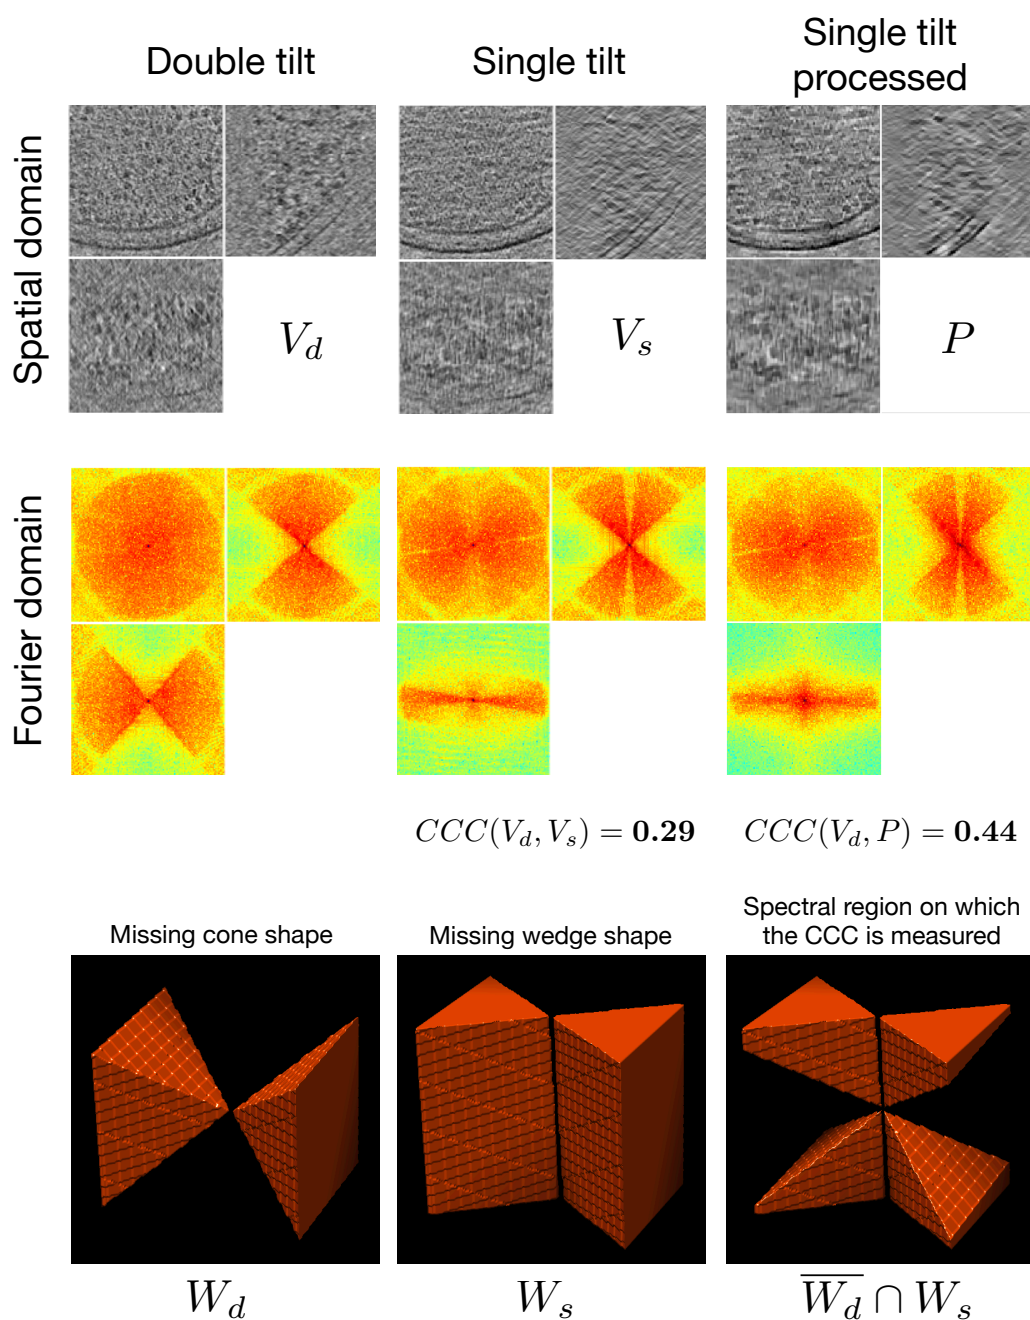 Double tilt
Single tilt
Single tilt
processed
Spatial domain
V_d
V_s
P
Fourier domain
CCC(V_d, V_s) = 0.29
CCC(V_d, P) = 0.44
Missing cone shape
Missing wedge shape
Spectral region on which
the CCC is measured
W_d
W_s
\overline{W_d} ∩ W_s